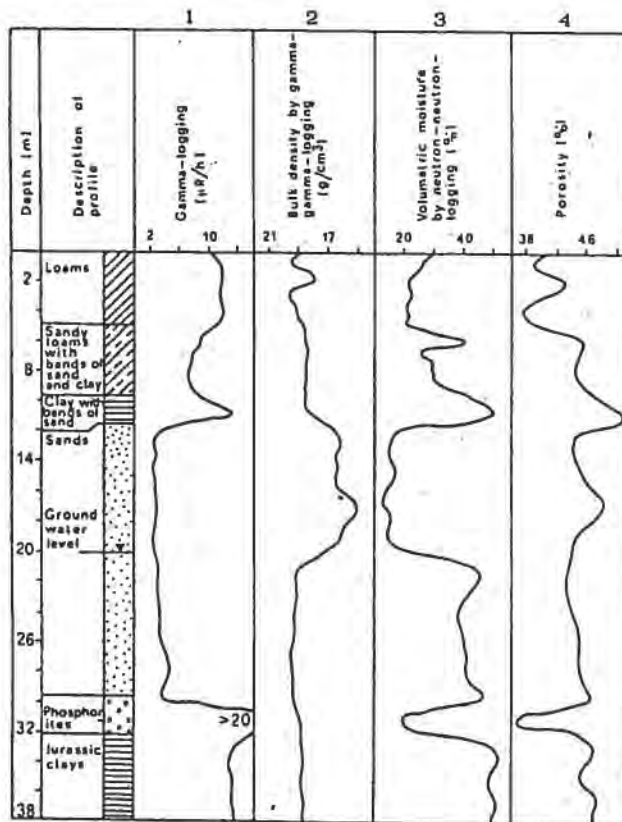 1
2
3
4
Depth [m]
Description of
profile
Gamma-logging
[uR/h]
Bulk density by gamma-
gamma-logging
[g/cm³]
Volumetric moisture
by neutron-neutron-
logging [%]
Porosity [%]
2
10
21
17
20
40
38
46
2
8
14
20
26
32
38
Loams
Sandy
loams with
bands of
sand
and clay
Clay with
bands of
sand
Sands
Ground
water
level
Phosphor
ites
Jurassic
clays
>20